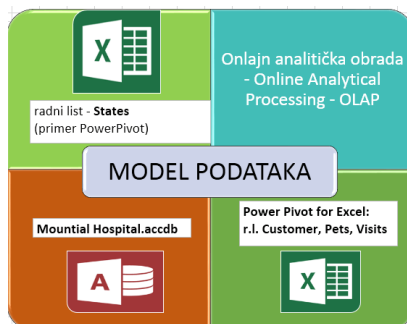 X
radni list - States
(primer PowerPivot)
Onlajn analitička obrada
- Online Analytical
Processing - OLAP
MODEL PODATAKA
Mountial Hospital.accdb
A
Power Pivot for Excel:
r.l. Customer, Pets, Visits
X